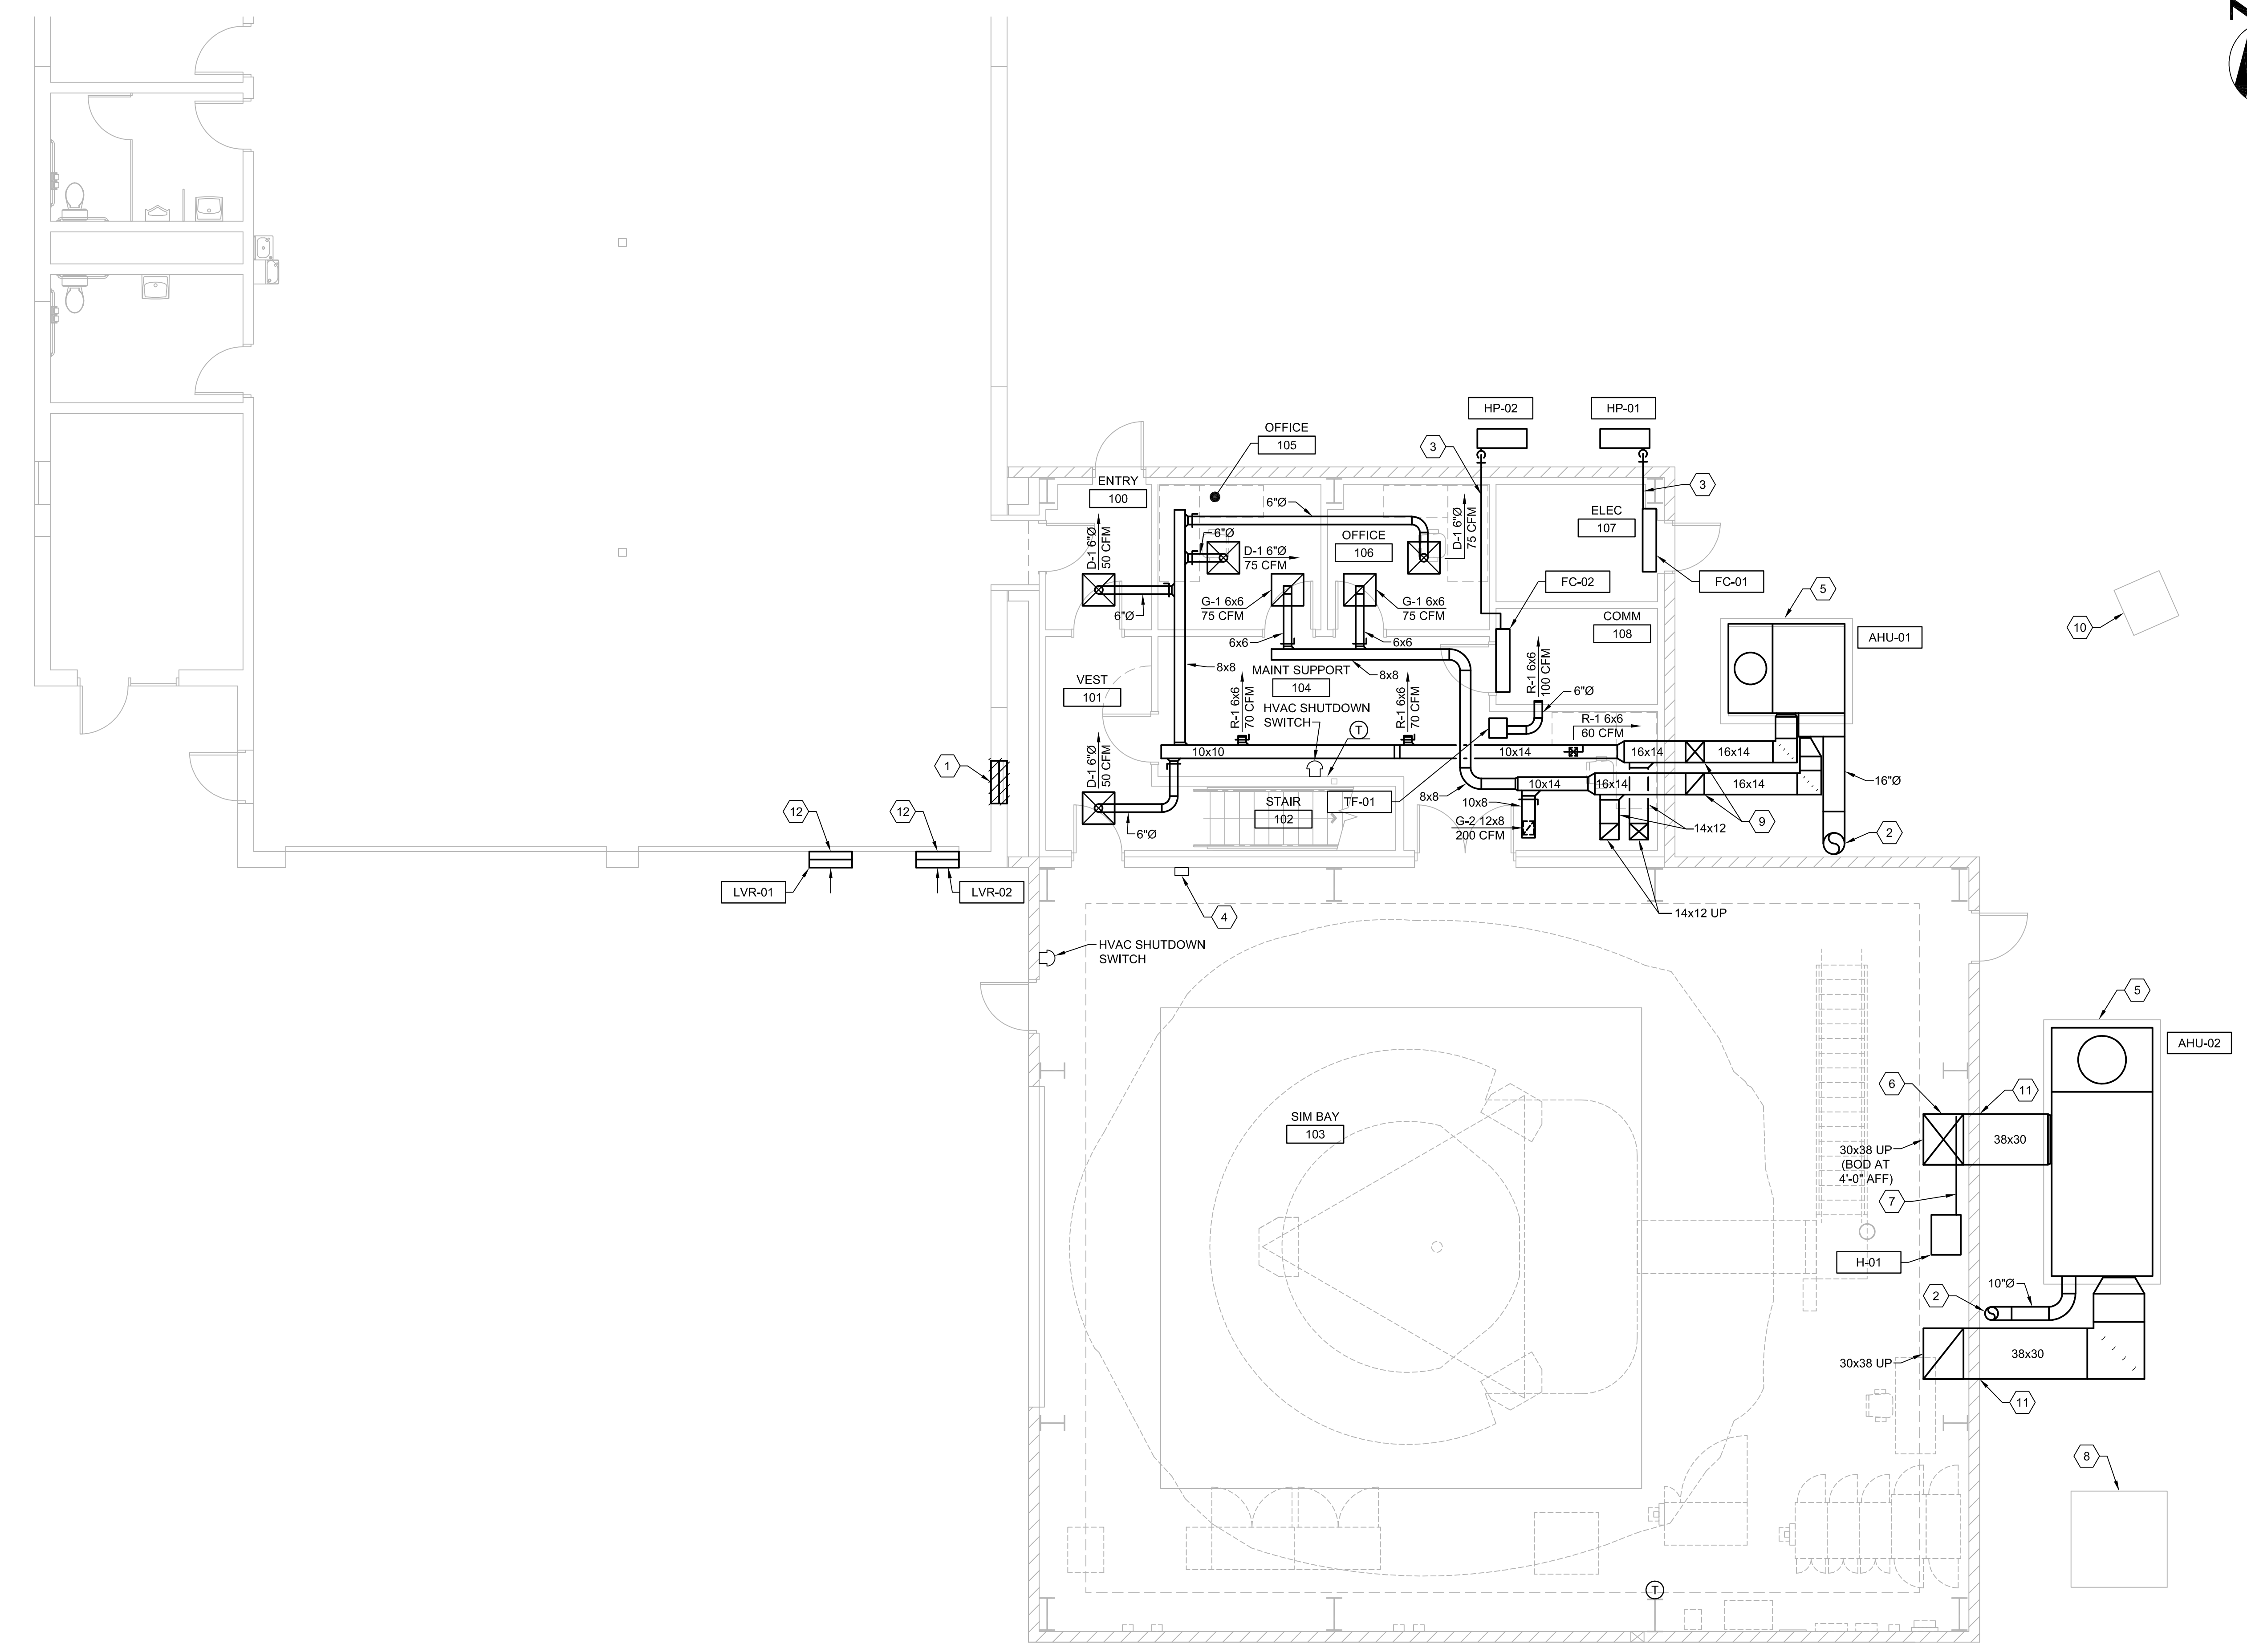 N
HP-02
HP-01
OFFICE
105
3
3
ENTRY
100
6"Ø
D-1 6"Ø
50 CFM
6"Ø
D-1 6"Ø
75 CFM
OFFICE
106
D-1 6"Ø
75 CFM
ELEC
107
FC-02
FC-01
5
G-1 6x6
75 CFM
G-1 6x6
75 CFM
6"Ø
COMM
108
10
AHU-01
6x6
6x6
8x8
MAINT SUPPORT
104
8x8
VEST
101
R-1 6x6
70 CFM
HVAC SHUTDOWN
SWITCH
T
R-1 6x6
70 CFM
R-1 6x6
100 CFM
6"Ø
R-1 6x6
60 CFM
10x10
10x14
16x14
16x14
1
D-1 6"Ø
50 CFM
10x14
16x14
16x14
16"Ø
8x8
STAIR
102
TF-01
10x8
G-2 12x8
200 CFM
14x12
9
2
12
12
6"Ø
LVR-01
LVR-02
4
14x12 UP
HVAC SHUTDOWN
SWITCH
5
AHU-02
6
11
SIM BAY
103
38x30
30x38 UP
(BOD AT
4'-0" AFF)
7
H-01
10"Ø
2
30x38 UP
38x30
11
8
T